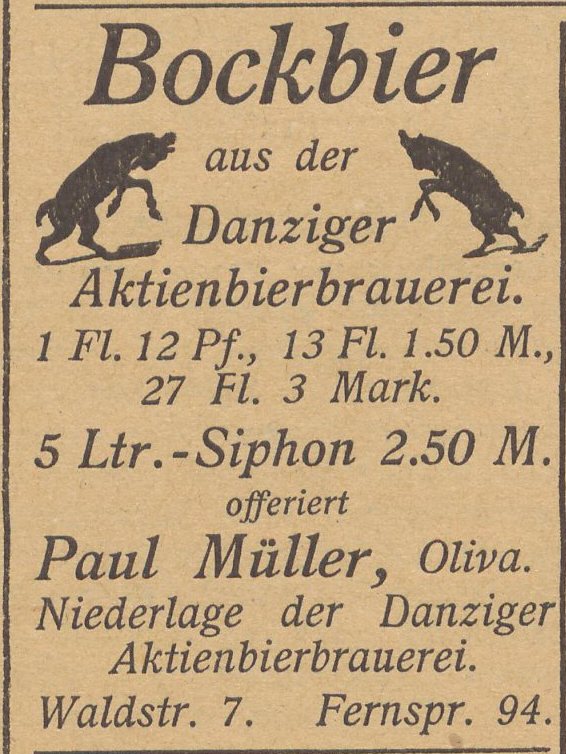 Bockbier
aus der
Danziger
Aktienbierbrauerei.
1 Fl. 12 Pf., 13 Fl. 1.50 M.,
27 Fl. 3 Mark.
5 Ltr.-Siphon 2.50 M.
offeriert
Paul Müller, Oliva.
Niederlage der Danziger
Aktienbierbrauerei.
Waldstr. 7. Fernspr. 94.